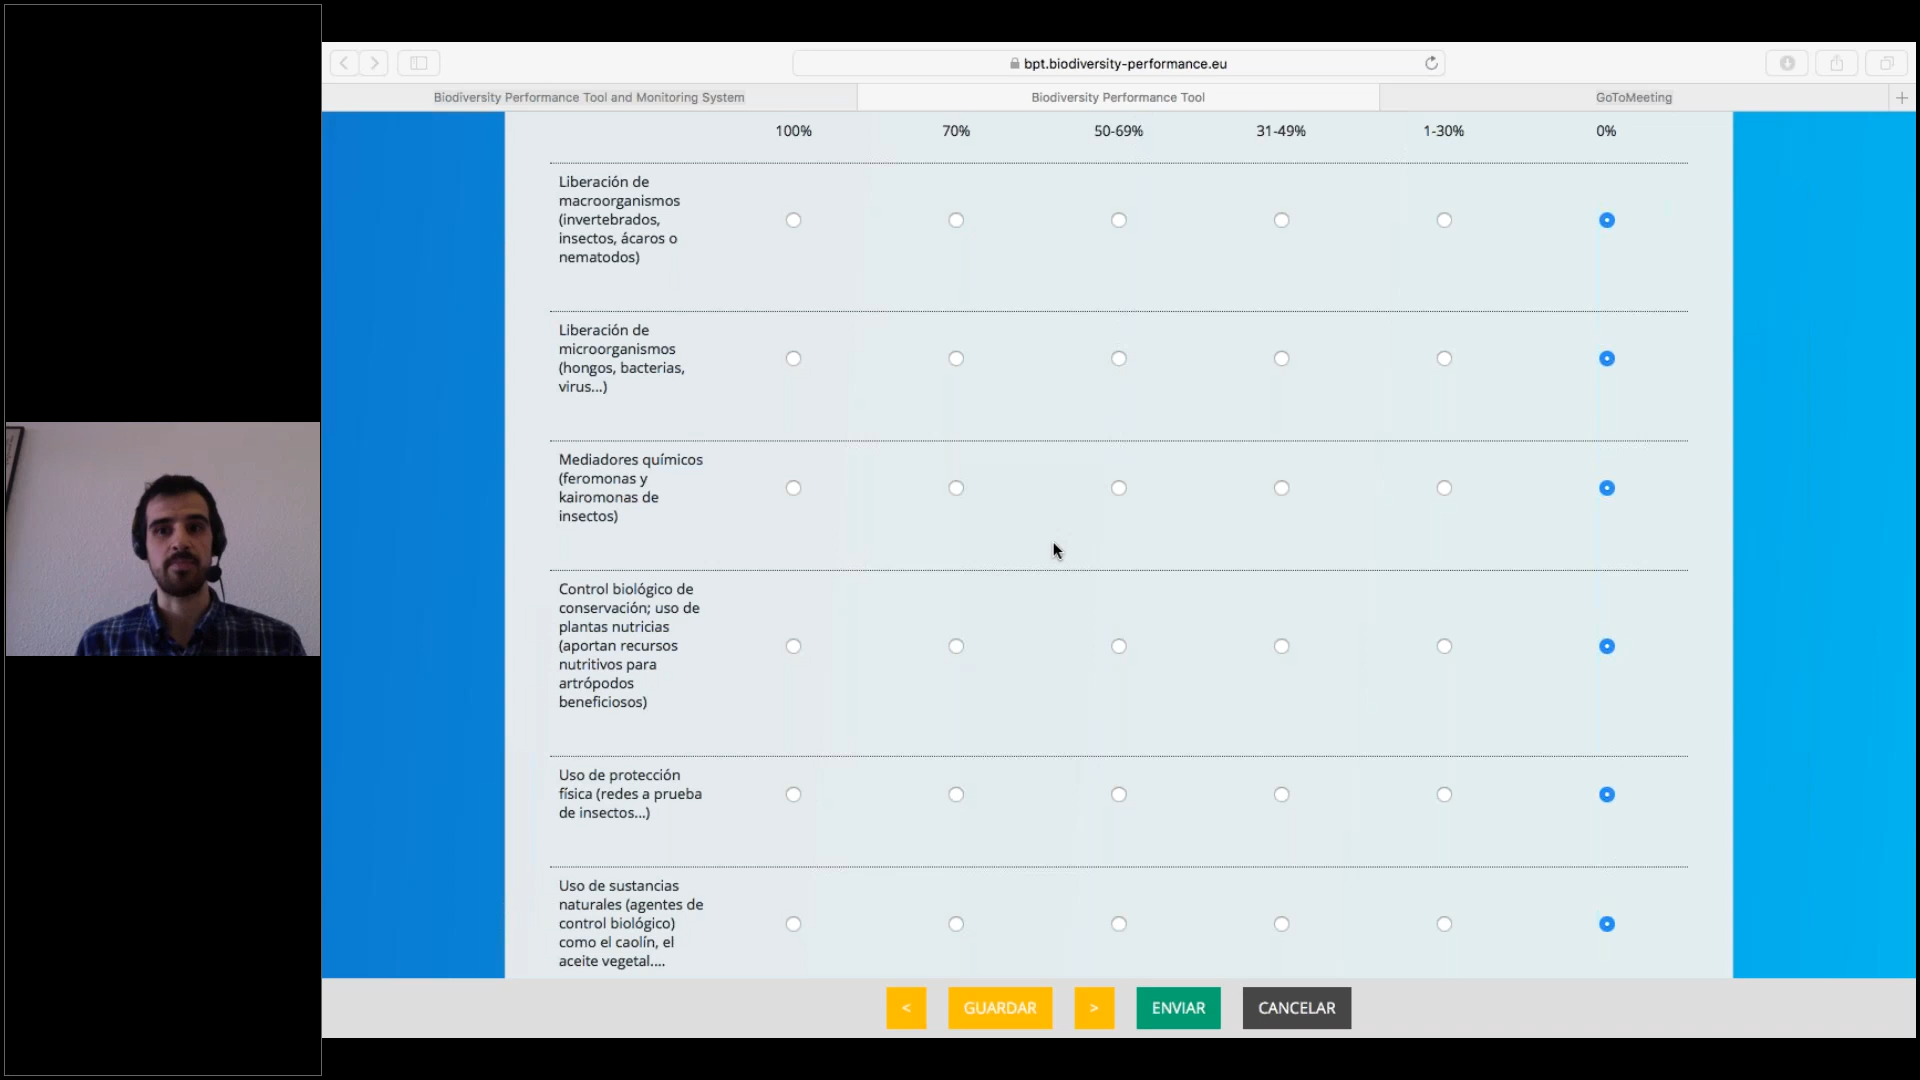 bpt.biodiversity-performance.eu
Biodiversity Performance Tool and Monitoring System
Biodiversity Performance Tool
GoToMeeting
100%
70%
50-69%
31-49%
1-30%
0%
Liberación de
macroorganismos
(invertebrados,
insectos, ácaros o
nematodos)
Liberación de
microorganismos
(hongos, bacterias,
virus...)
Mediadores químicos
(feromonas y
kairomonas de
insectos)
Control biológico de
conservación; uso de
plantas nutricias
(aportan recursos
nutritivos para
artrópodos
beneficiosos)
Uso de protección
física (redes a prueba
de insectos...)
Uso de sustancias
naturales (agentes de
control biológico)
como el caolín, el
aceite vegetal....
<
GUARDAR
>
ENVIAR
CANCELAR